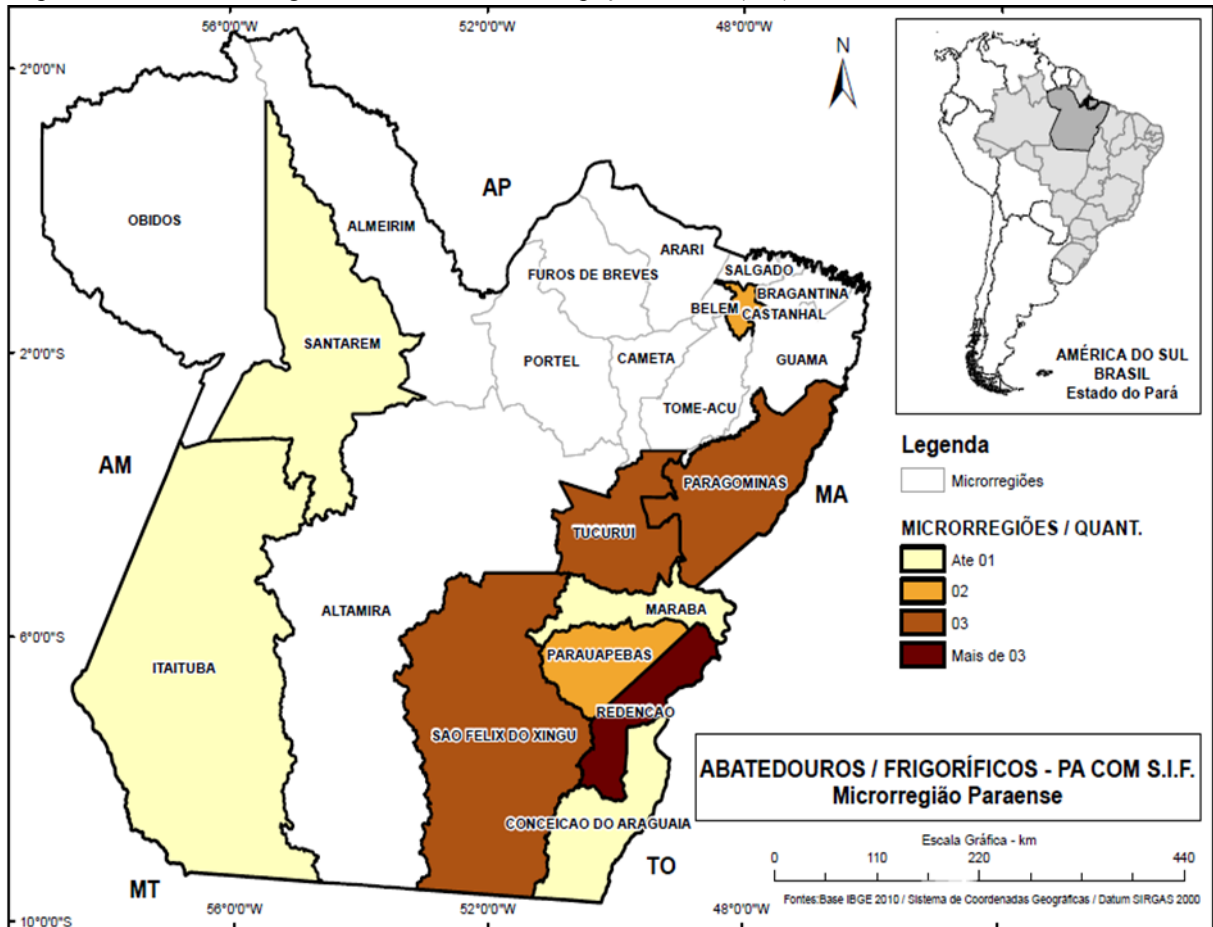 56°0'0"W 52°0'0"W 48°0'0"W
2°0'0"N
N
OBIDOS
ALMEIRIM
AP
ARARI
FUROS DE BREVES
SALGADO
BRAGANTINA
BELEM
CASTANHAL
2°0'0"S
SANTAREM
PORTEL
CAMETA
GUAMA
TOME-ACU
AM
PARAGOMINAS
MA
TUCURUI
ALTAMIRA
MARABA
6°0'0"S
PARAUAPEBAS
ITAITUBA
REDENCAO
SAO FELIX DO XINGU
CONCEICAO DO ARAGUAIA
TO
MT
10°0'0"S
56°0'0"W 52°0'0"W 48°0'0"W
AMÉRICA DO SUL
BRASIL
Estado do Pará
Legenda
Microrregiões
MICRORREGIÕES / QUANT.
Ate 01
02
03
Mais de 03
ABATEDOUROS / FRIGORÍFICOS - PA COM S.I.F.
Microrregião Paraense
Escala Gráfica - km
0 110 220 440
Fontes:Base IBGE 2010 / Sistema de Coordenadas Geográficas / Datum SIRGAS 2000